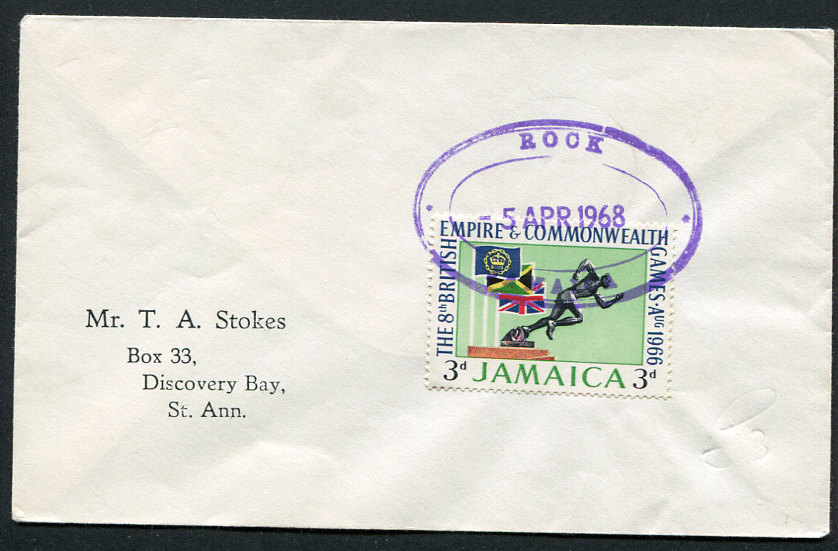 ROCK
- 5 APR 1968
EMPIRE & COMMONWEALTH
THE 8th BRITISH
GAMES · AUG 1966
3d JAMAICA 3d
Mr. T. A. Stokes
Box 33,
Discovery Bay,
St. Ann.